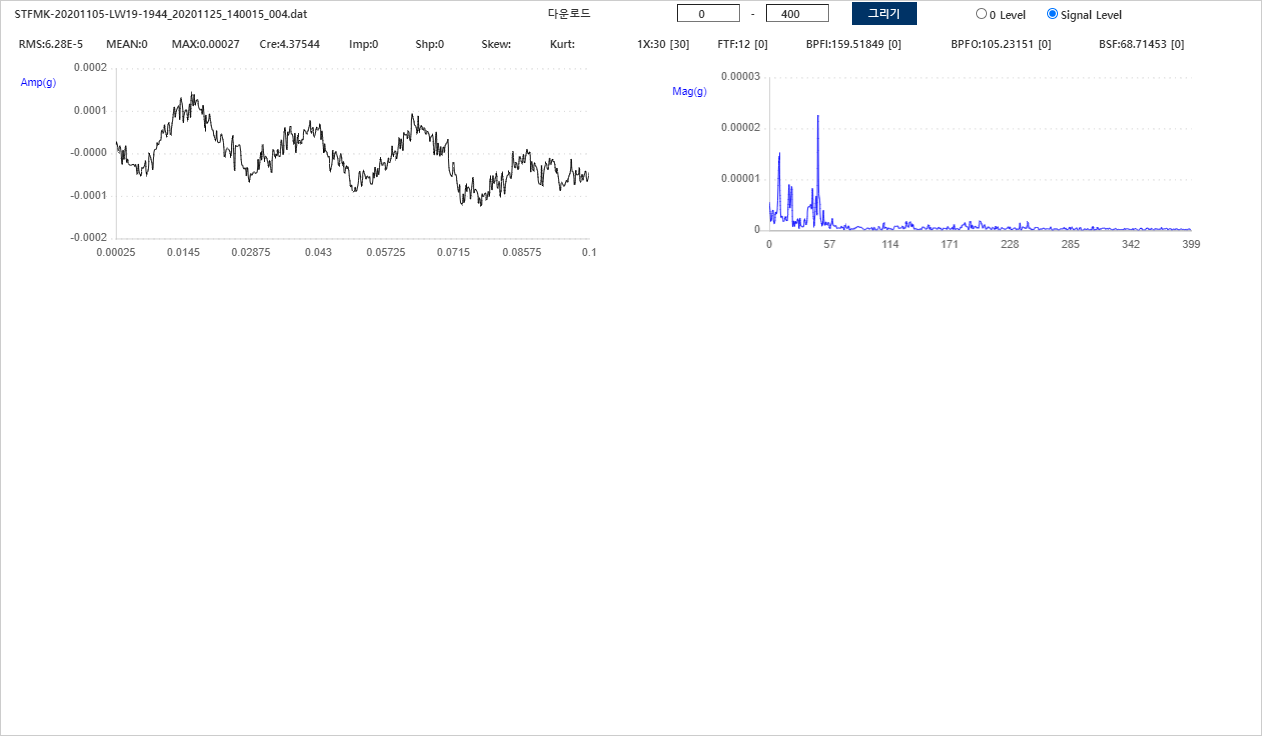 STFMK-20201105-LW19-1944_20201125_140015_004.dat 다운로드 0 - 400 그리기 0 Level Signal Level
RMS:6.28E-5 MEAN:0 MAX:0.00027 Cre:4.37544 Imp:0 Shp:0 Skew: Kurt: 1X:30 [30] FTF:12 [0] BPFI:159.51849 [0] BPFO:105.23151 [0] BSF:68.71453 [0]
Amp(g)
0.0002
0.0001
-0.0000
-0.0001
-0.0002
0.00025 0.0145 0.02875 0.043 0.05725 0.0715 0.08575 0.1
Mag(g)
0.00003
0.00002
0.00001
0
0 57 114 171 228 285 342 399